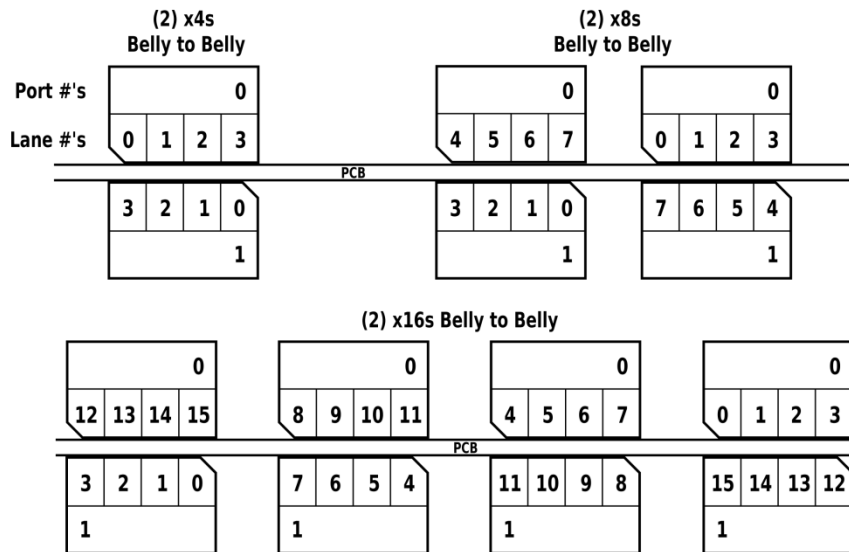 (2) x4s
Belly to Belly
(2) x8s
Belly to Belly
Port #'s 0 0 0
Lane #'s 0 1 2 3 4 5 6 7 0 1 2 3
PCB
3 2 1 0 3 2 1 0 7 6 5 4
1 1 1
(2) x16s Belly to Belly
0 0 0 0
12 13 14 15 8 9 10 11 4 5 6 7 0 1 2 3
PCB
3 2 1 0 7 6 5 4 11 10 9 8 15 14 13 12
1 1 1 1